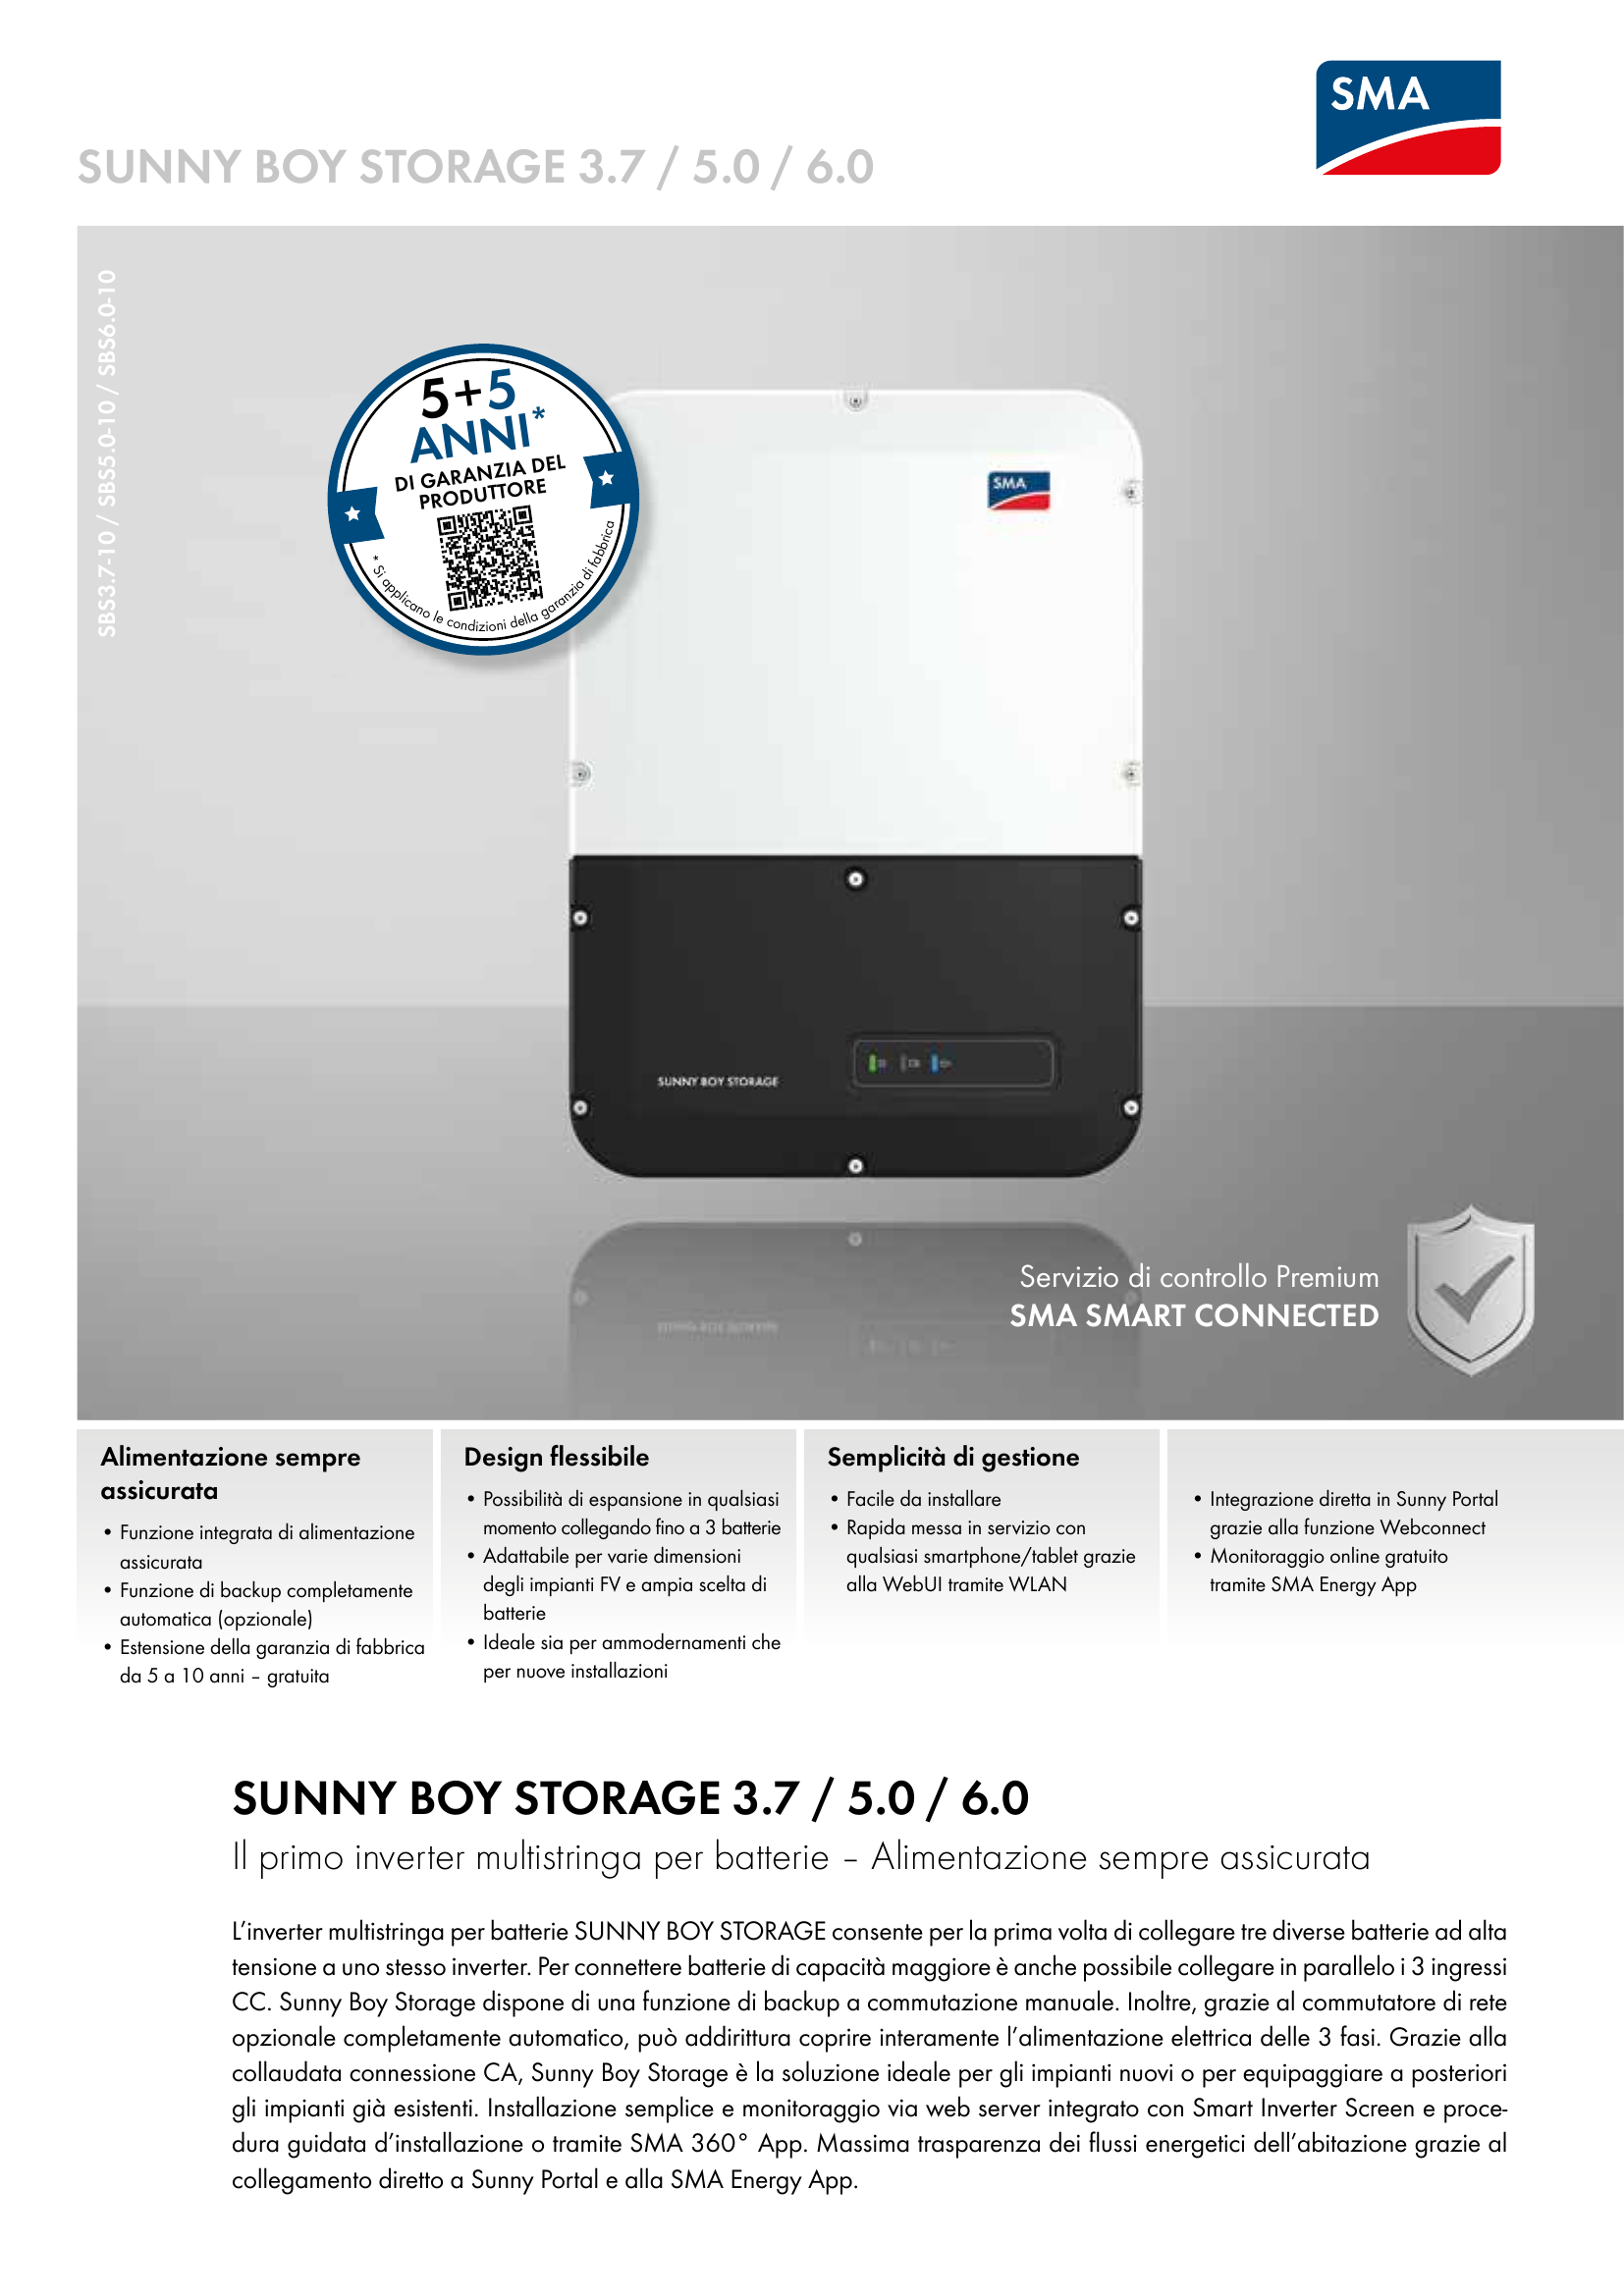 SMA
SUNNY BOY STORAGE 3.7 / 5.0 / 6.0
SBS3.7-10 / SBS5.0-10 / SBS6.0-10
5+5
ANNI*
DI GARANZIA DEL
PRODUTTORE
* Si applicano le condizioni della garanzia di fabbrica
SMA
SUNNY BOY STORAGE
Servizio di controllo Premium
SMA SMART CONNECTED
Alimentazione sempre
assicurata
• Funzione integrata di alimentazione
assicurata
• Funzione di backup completamente
automatica (opzionale)
• Estensione della garanzia di fabbrica
da 5 a 10 anni – gratuita
Design flessibile
• Possibilità di espansione in qualsiasi
momento collegando fino a 3 batterie
• Adattabile per varie dimensioni
degli impianti FV e ampia scelta di
batterie
• Ideale sia per ammodernamenti che
per nuove installazioni
Semplicità di gestione
• Facile da installare
• Rapida messa in servizio con
qualsiasi smartphone/tablet grazie
alla WebUI tramite WLAN
• Integrazione diretta in Sunny Portal
grazie alla funzione Webconnect
• Monitoraggio online gratuito
tramite SMA Energy App
SUNNY BOY STORAGE 3.7 / 5.0 / 6.0
Il primo inverter multistringa per batterie – Alimentazione sempre assicurata
L'inverter multistringa per batterie SUNNY BOY STORAGE consente per la prima volta di collegare tre diverse batterie ad alta
tensione a uno stesso inverter. Per connettere batterie di capacità maggiore è anche possibile collegare in parallelo i 3 ingressi
CC. Sunny Boy Storage dispone di una funzione di backup a commutazione manuale. Inoltre, grazie al commutatore di rete
opzionale completamente automatico, può addirittura coprire interamente l'alimentazione elettrica delle 3 fasi. Grazie alla
collaudata connessione CA, Sunny Boy Storage è la soluzione ideale per gli impianti nuovi o per equipaggiare a posteriori
gli impianti già esistenti. Installazione semplice e monitoraggio via web server integrato con Smart Inverter Screen e proce-
dura guidata d'installazione o tramite SMA 360° App. Massima trasparenza dei flussi energetici dell'abitazione grazie al
collegamento diretto a Sunny Portal e alla SMA Energy App.